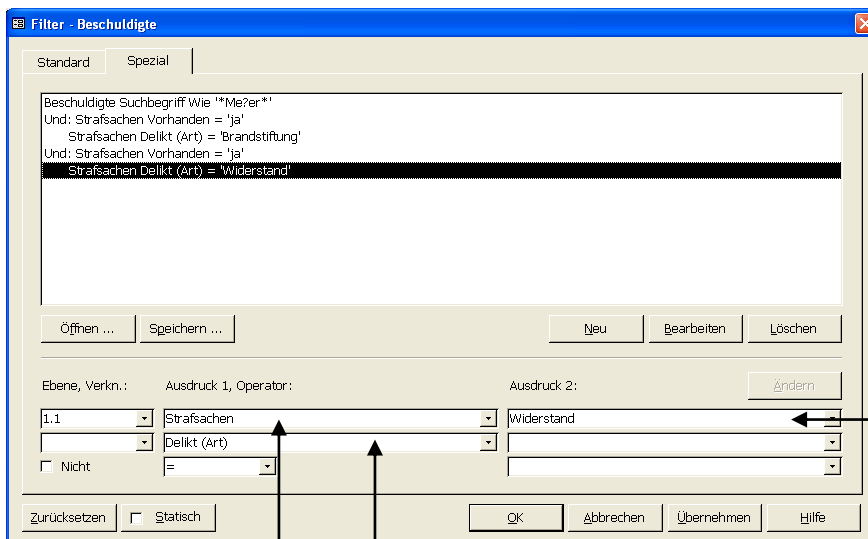 Filter - Beschuldigte
Standard Spezial
Beschuldigte Suchbegriff Wie '*Me?er*'
Und: Strafsachen Vorhanden = 'ja'
Strafsachen Delikt (Art) = 'Brandstiftung'
Und: Strafsachen Vorhanden = 'ja'
Strafsachen Delikt (Art) = 'Widerstand'
Öffnen ... Speichern ... Neu Bearbeiten Löschen
Ebene, Verkn.: Ausdruck 1, Operator: Ausdruck 2: Ändern
1.1 Strafsachen Widerstand
Delikt (Art)
Nicht =
Zurücksetzen Statisch OK Abbrechen Übernehmen Hilfe